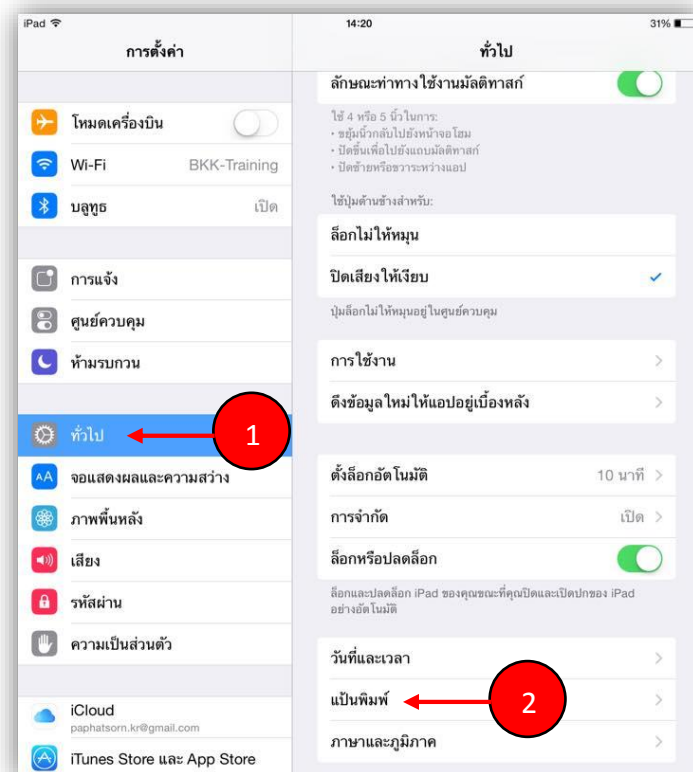 iPad 14:20 31%
การตั้งค่า
โหมดเครื่องบิน
Wi-Fi BKK-Training
บลูทูธ เปิด
การแจ้ง
ศูนย์ควบคุม
ห้ามรบกวน
ทั่วไป
1
จอแสดงผลและความสว่าง
ภาพพื้นหลัง
เสียง
รหัสผ่าน
ความเป็นส่วนตัว
iCloud
paphatsorn.kr@gmail.com
iTunes Store และ App Store
ทั่วไป
ลักษณะท่าทางใช้งานมัลติทาสก์
ใช้ 4 หรือ 5 นิ้วในการ:
• ขยุ้มนิ้วกลับไปยังหน้าจอโฮม
• ปัดขึ้นเพื่อไปยังแถบมัลติทาสก์
• ปัดซ้ายหรือขวาระหว่างแอป
ใช้ปุ่มด้านข้างสำหรับ:
ล็อกไม่ให้หมุน
ปิดเสียงให้เงียบ
ปุ่มล็อกไม่ให้หมุนอยู่ในศูนย์ควบคุม
การใช้งาน
ดึงข้อมูลใหม่ให้แอปอยู่เบื้องหลัง
ตั้งล็อกอัตโนมัติ 10 นาที
การจำกัด เปิด
ล็อกหรือปลดล็อก
ล็อกและปลดล็อก iPad ของคุณขณะที่คุณปิดและเปิดปกของ iPad
อย่างอัตโนมัติ
วันที่และเวลา
แป้นพิมพ์
2
ภาษาและภูมิภาค